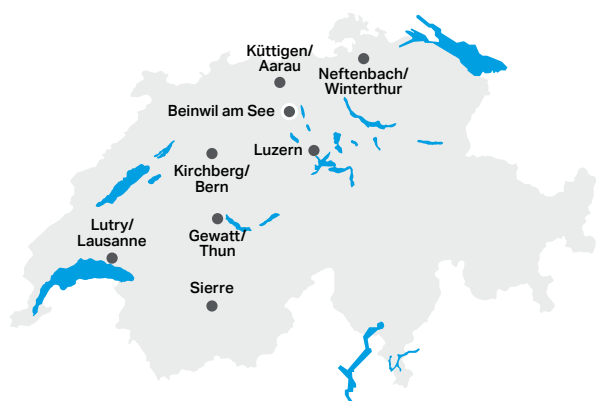 Küttigen/
Aarau
Neftenbach/
Winterthur
Beinwil am See
Luzern
Kirchberg/
Bern
Lutry/
Lausanne
Gewatt/
Thun
Sierre